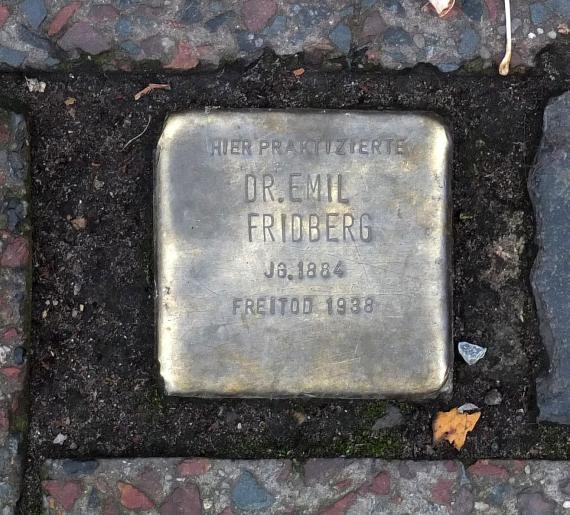 HIER PRAKTIZIERTE
DR. EMIL
FRIDBERG
JG. 1884
FREITOD 1938